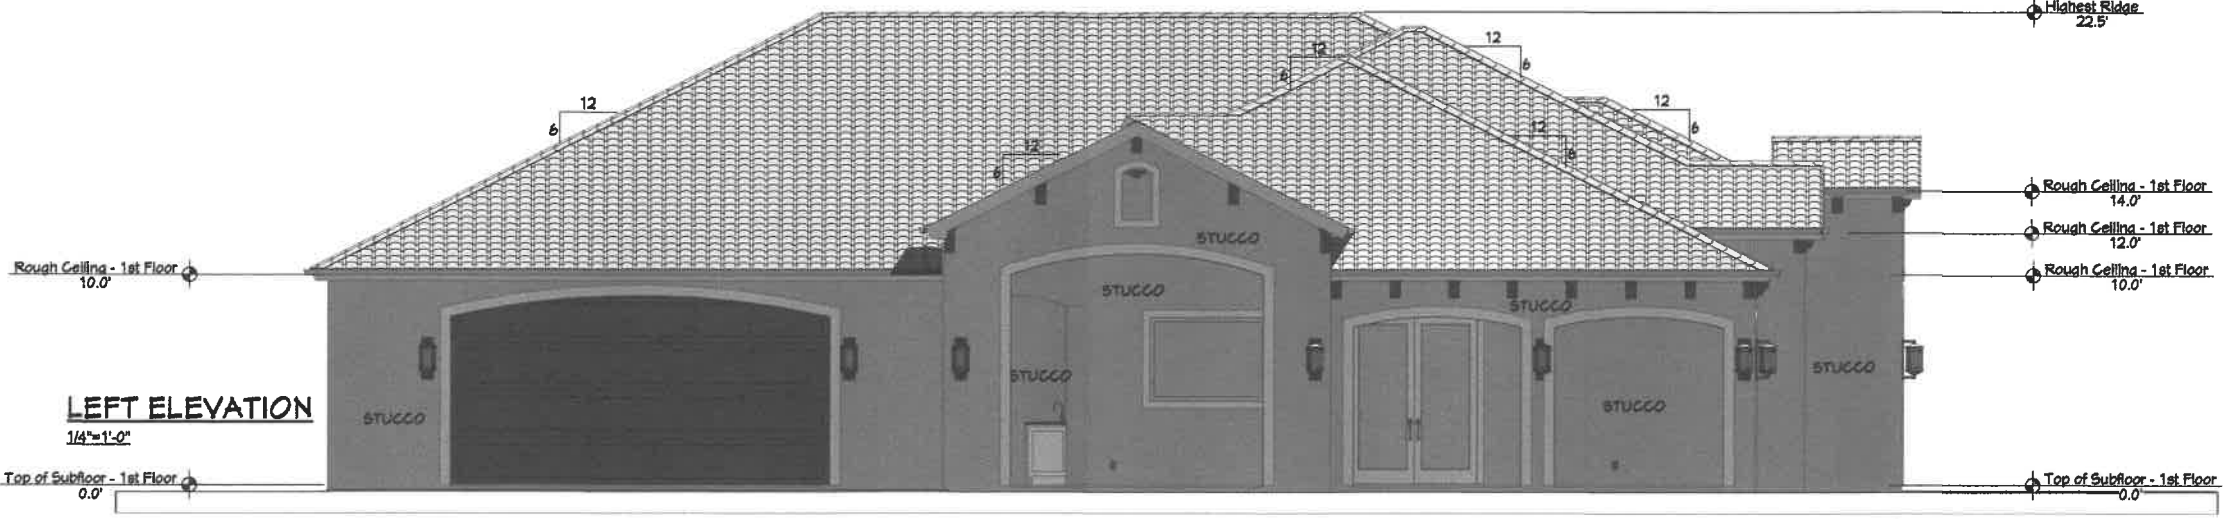 Highest Ridge
22.5'
12
6
12
6
12
6
12
6
12
6
12
6
Rough Ceiling - 1st Floor
14.0'
Rough Ceiling - 1st Floor
12.0'
Rough Ceiling - 1st Floor
10.0'
Rough Ceiling - 1st Floor
10.0'
STUCCO
STUCCO
STUCCO
STUCCO
STUCCO
STUCCO
STUCCO
LEFT ELEVATION
1/4"=1'-0"
Top of Subfloor - 1st Floor
0.0'
Top of Subfloor - 1st Floor
0.0'